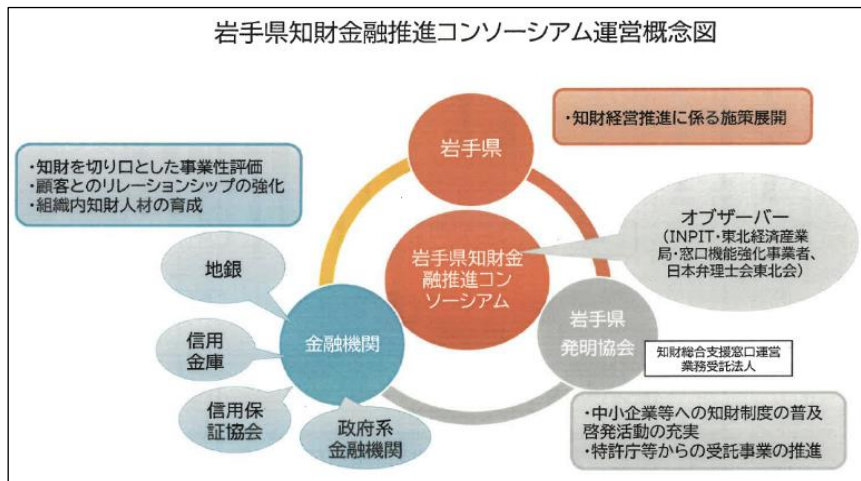 岩手県知財金融推進コンソーシアム運営概念図
・知財経営推進に係る施策展開
岩手県
・知財を切り口とした事業性評価
・顧客とのリレーションシップの強化
・組織内知財人材の育成
オブザーバー
(INPIT・東北経済産業
局・窓口機能強化事業者、
日本弁理士会東北会)
岩手県知財金
融推進コン
ソーシアム
地銀
金融機関
信用
金庫
信用保
証協会
政府系
金融機関
岩手県
発明協会
知財総合支援窓口運営
業務受託法人
・中小企業等への知財制度の普及
啓発活動の充実
・特許庁等からの受託事業の推進